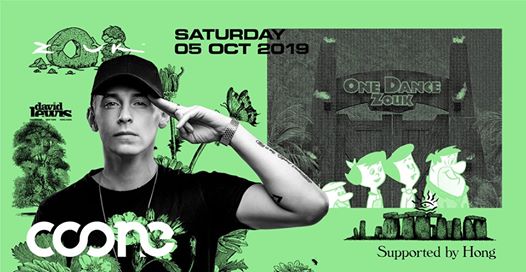 ZOUK
SATURDAY
05 OCT 2019
david
lewis
ONE DANCE
ZOUK
coone
Supported by Hong